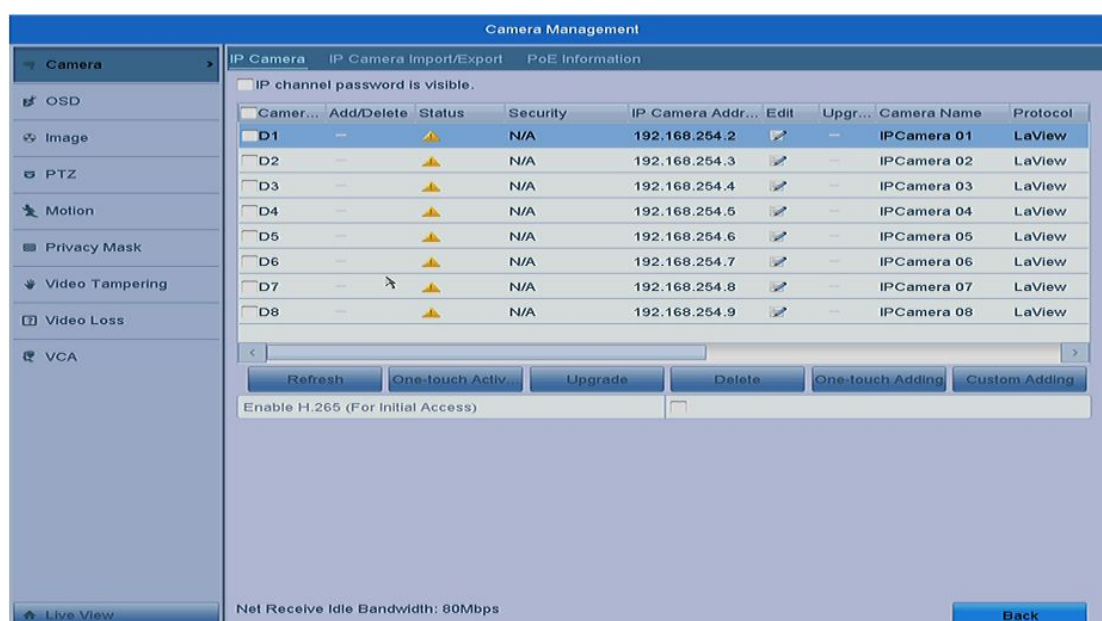 Camera Management
Camera
OSD
Image
PTZ
Motion
Privacy Mask
Video Tampering
Video Loss
VCA
Live View
IP Camera IP Camera Import/Export PoE Information
IP channel password is visible.
Camer... Add/Delete Status Security IP Camera Addr... Edit Upgr... Camera Name Protocol
D1 — N/A 192.168.254.2 — IPCamera 01 LaView
D2 — N/A 192.168.254.3 — IPCamera 02 LaView
D3 — N/A 192.168.254.4 — IPCamera 03 LaView
D4 — N/A 192.168.254.5 — IPCamera 04 LaView
D5 — N/A 192.168.254.6 — IPCamera 05 LaView
D6 — N/A 192.168.254.7 — IPCamera 06 LaView
D7 — N/A 192.168.254.8 — IPCamera 07 LaView
D8 — N/A 192.168.254.9 — IPCamera 08 LaView
Refresh One-touch Activ... Upgrade Delete One-touch Adding Custom Adding
Enable H.265 (For Initial Access)
Net Receive Idle Bandwidth: 80Mbps
Back